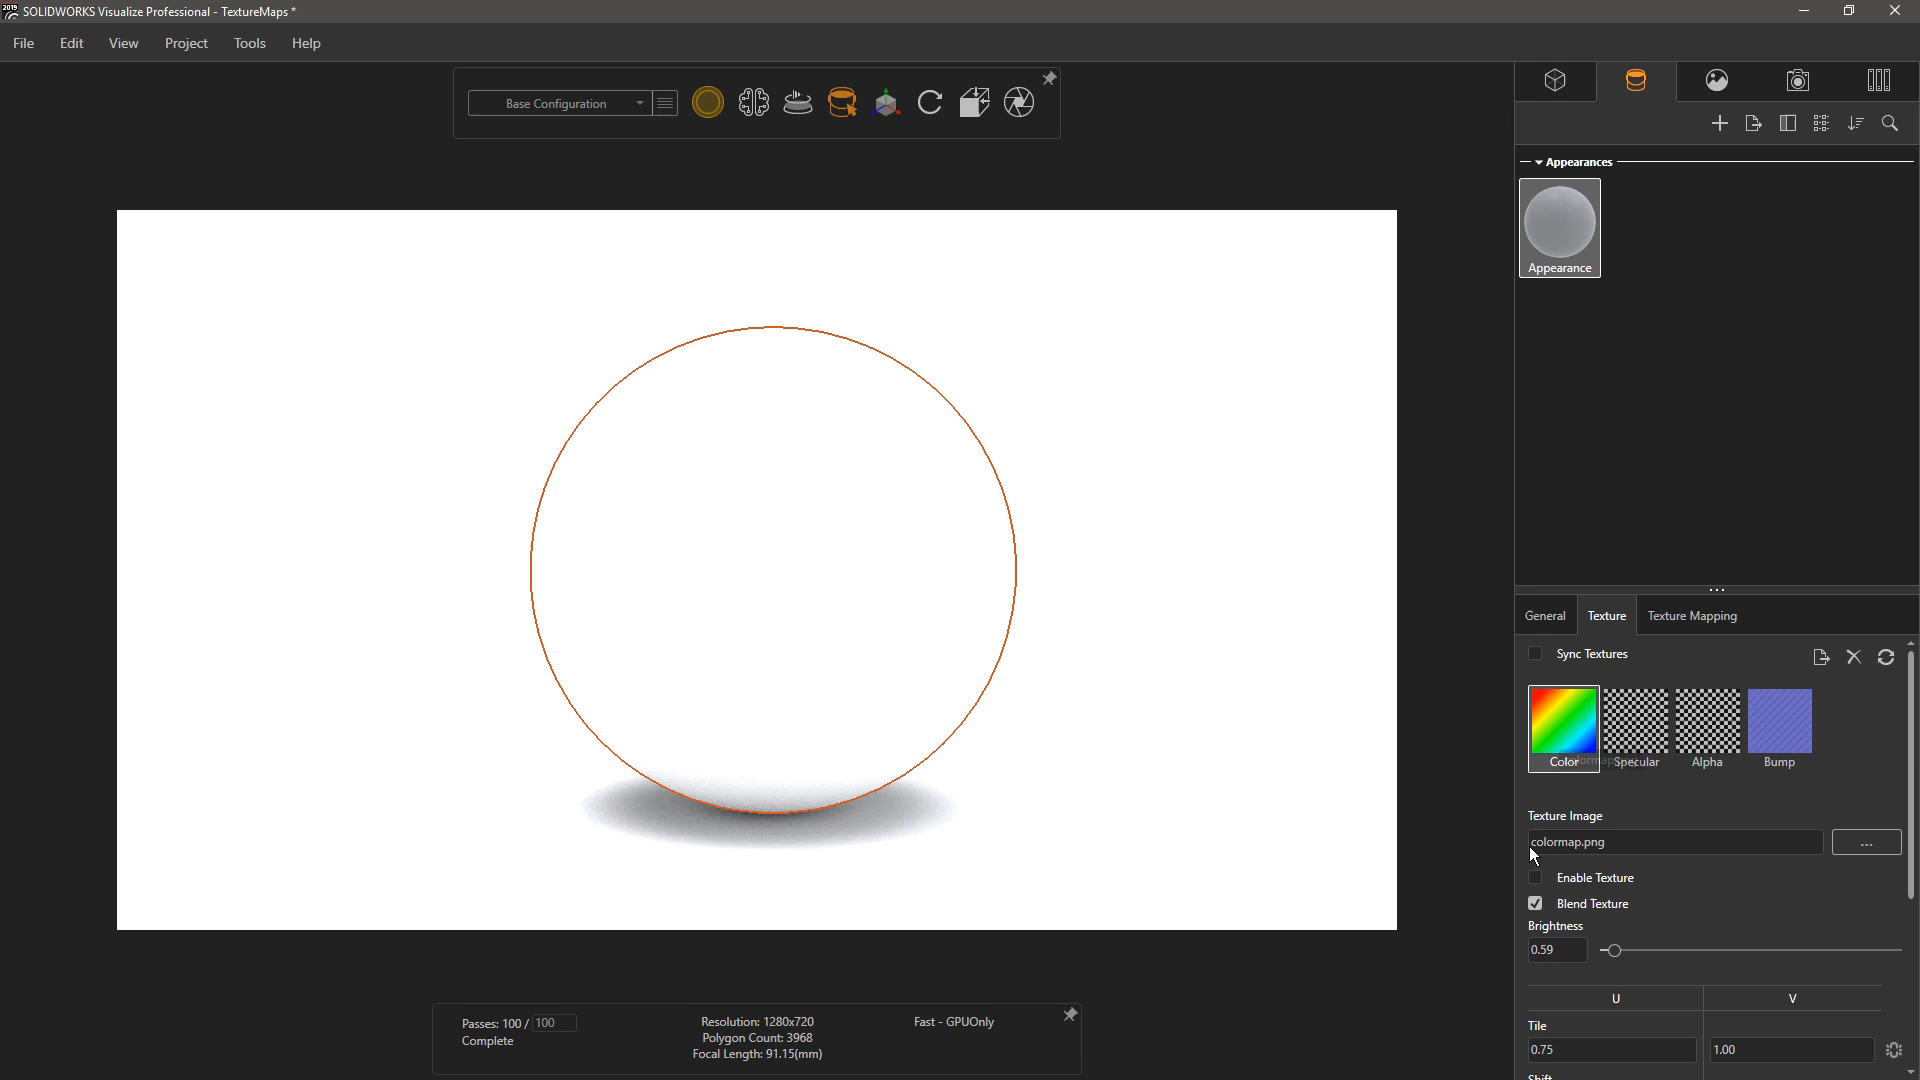 2019 SOLIDWORKS Visualize Professional - TextureMaps *
File Edit View Project Tools Help
Base Configuration
Appearances
Appearance
General Texture Texture Mapping
Sync Textures
Color Specular Alpha Bump
Texture Image
colormap.png ...
Enable Texture
Blend Texture
Brightness
0.59
U V
Tile
0.75 1.00
Shift
Passes: 100 / 100
Complete
Resolution: 1280x720
Polygon Count: 3968
Focal Length: 91.15(mm)
Fast - GPUOnly